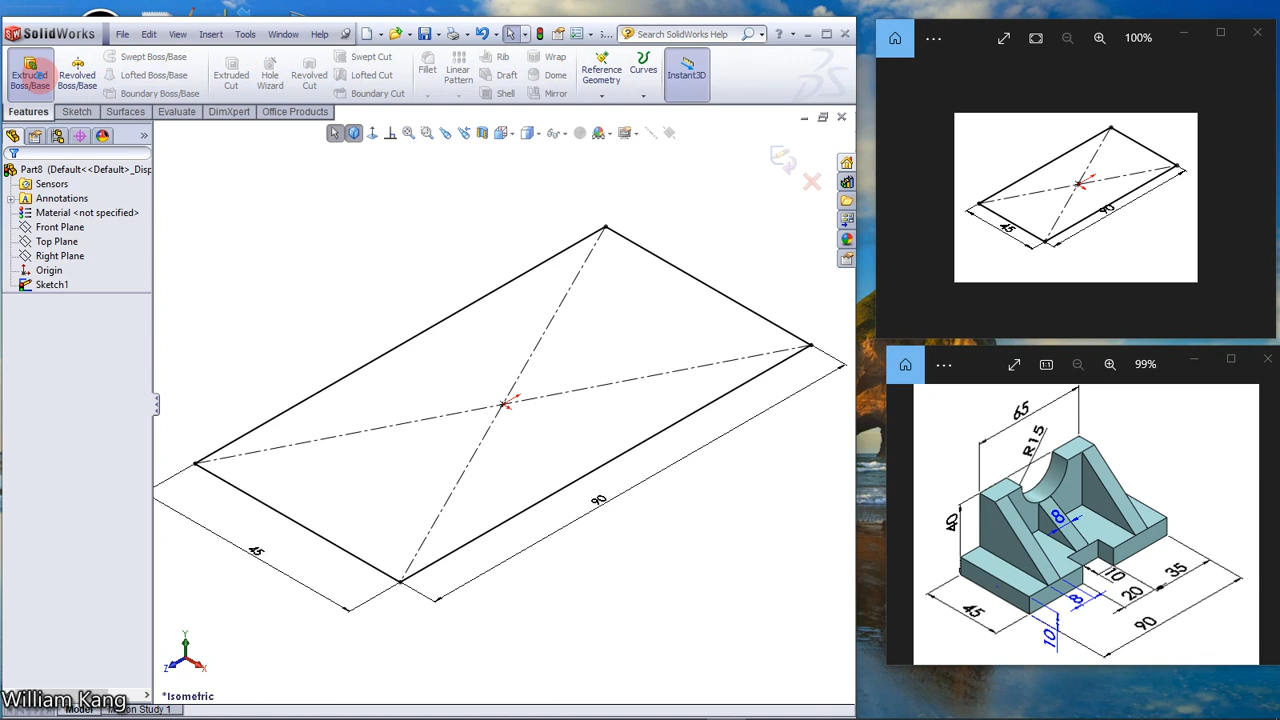 SolidWorks File Edit View Insert Tools Window Help Search SolidWorks Help
Extruded Boss/Base
Revolved Boss/Base
Swept Boss/Base
Lofted Boss/Base
Boundary Boss/Base
Extruded Cut
Hole Wizard
Revolved Cut
Swept Cut
Lofted Cut
Boundary Cut
Fillet
Linear Pattern
Rib
Draft
Shell
Wrap
Dome
Mirror
Reference Geometry
Curves
Instant3D
Features Sketch Surfaces Evaluate DimXpert Office Products
Part8 (Default<<Default>_Disp
Sensors
Annotations
Material <not specified>
Front Plane
Top Plane
Right Plane
Origin
Sketch1
90
45
Y
Z X
*Isometric
William Kang
100%
90
45
99%
65
R15
40
8
10
35
20
8
45
10
90